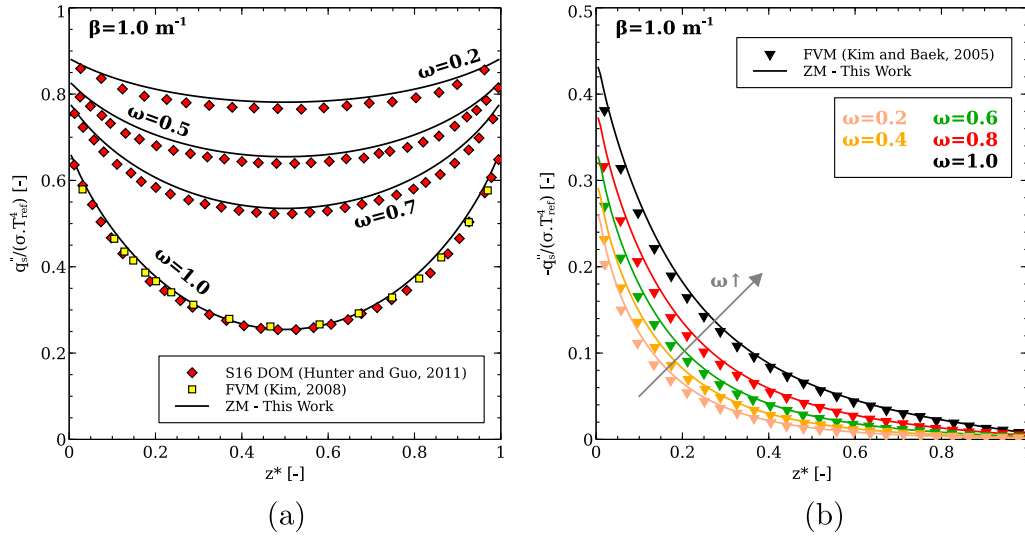 (a)
β=1.0 m⁻¹
ω=0.2
ω=0.5
ω=0.7
ω=1.0
q"ₛ/(σ.T⁴ref) [-]
1
0.8
0.6
0.4
0.2
0
S16 DOM (Hunter and Guo, 2011)
FVM (Kim, 2008)
ZM - This Work
0 0.2 0.4 0.6 0.8 1
z* [-]
(a)
(b)
β=1.0 m⁻¹
FVM (Kim and Baek, 2005)
ZM - This Work
ω=0.2 ω=0.6
ω=0.4 ω=0.8
ω=1.0
ω↑
-q"ₛ/(σ.T⁴ref) [-]
-0.5
0.4
0.3
0.2
0.1
0
0 0.2 0.4 0.6 0.8 1
z* [-]
(b)